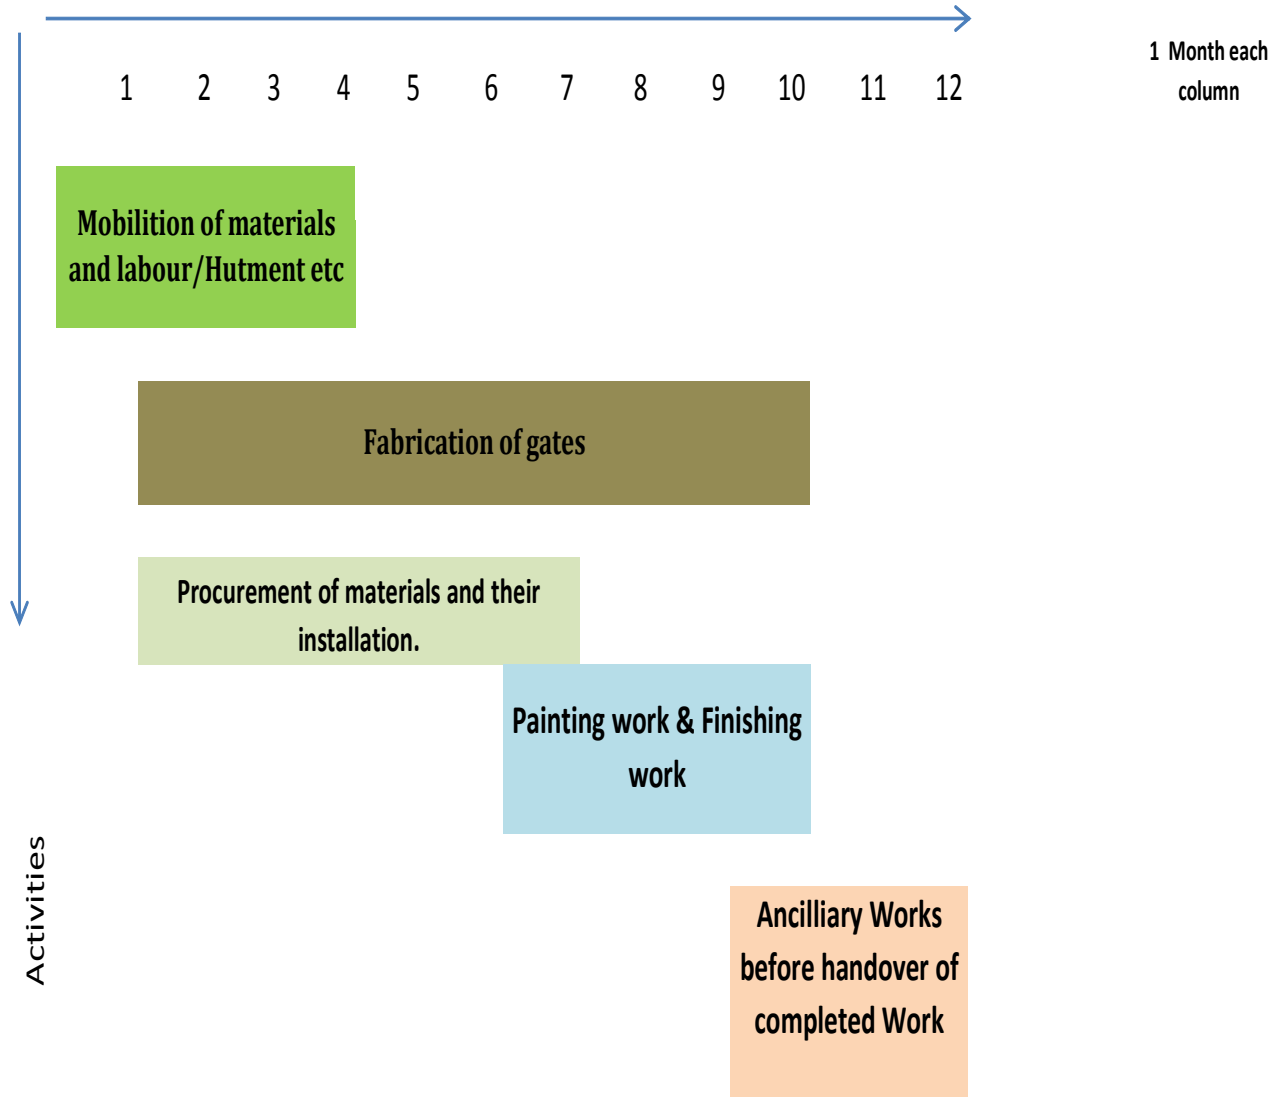 1 Month each
column
1 2 3 4 5 6 7 8 9 10 11 12
Mobilition of materials
and labour/Hutment etc
Fabrication of gates
Procurement of materials and their
installation.
Painting work & Finishing
work
Activities
Ancilliary Works
before handover of
completed Work